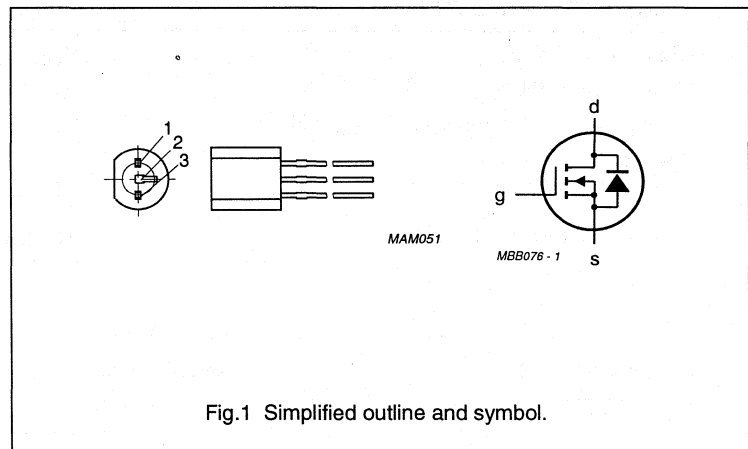 1
2
3
d
g
MAM051
MBB076 - 1
s
Fig.1 Simplified outline and symbol.